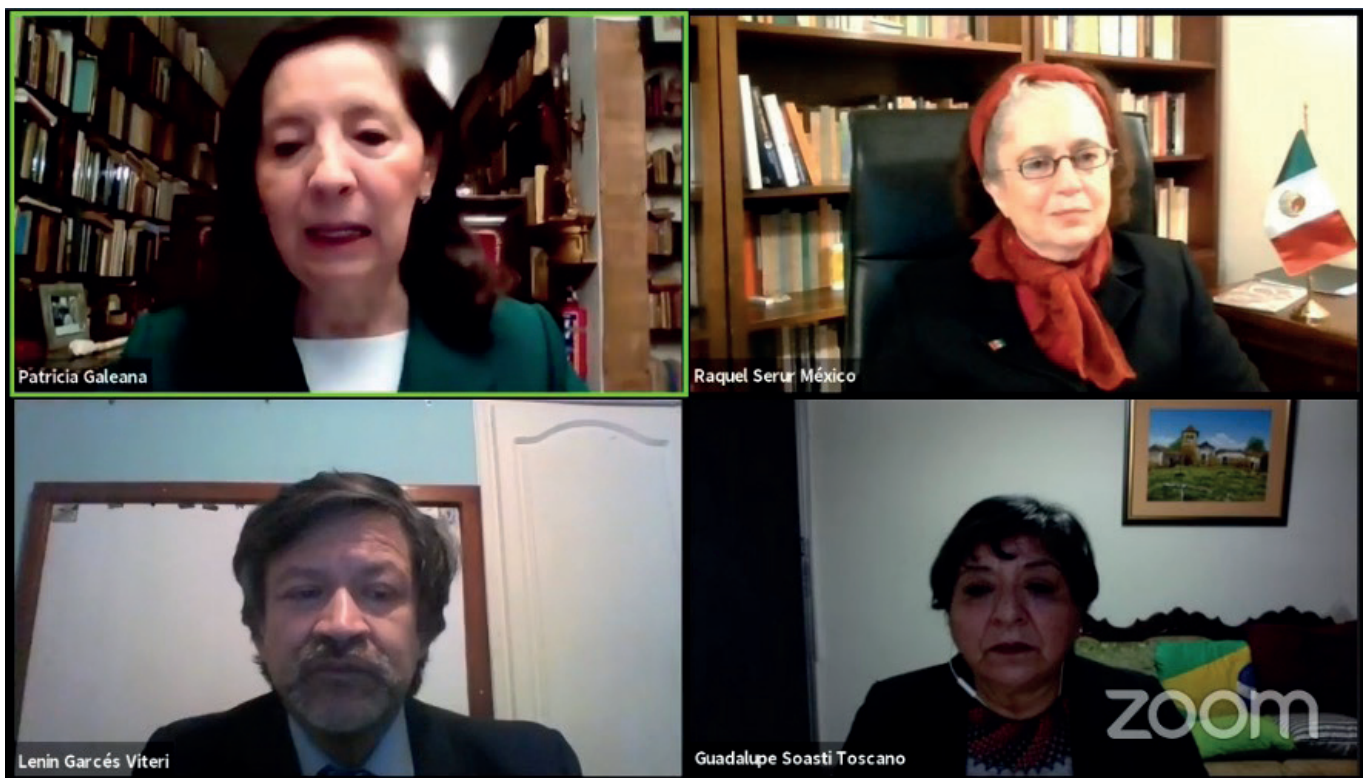 Patricia Galeana
Raquel Serur México
Lenin Garcés Viteri
Guadalupe Soasti Toscano
zoom